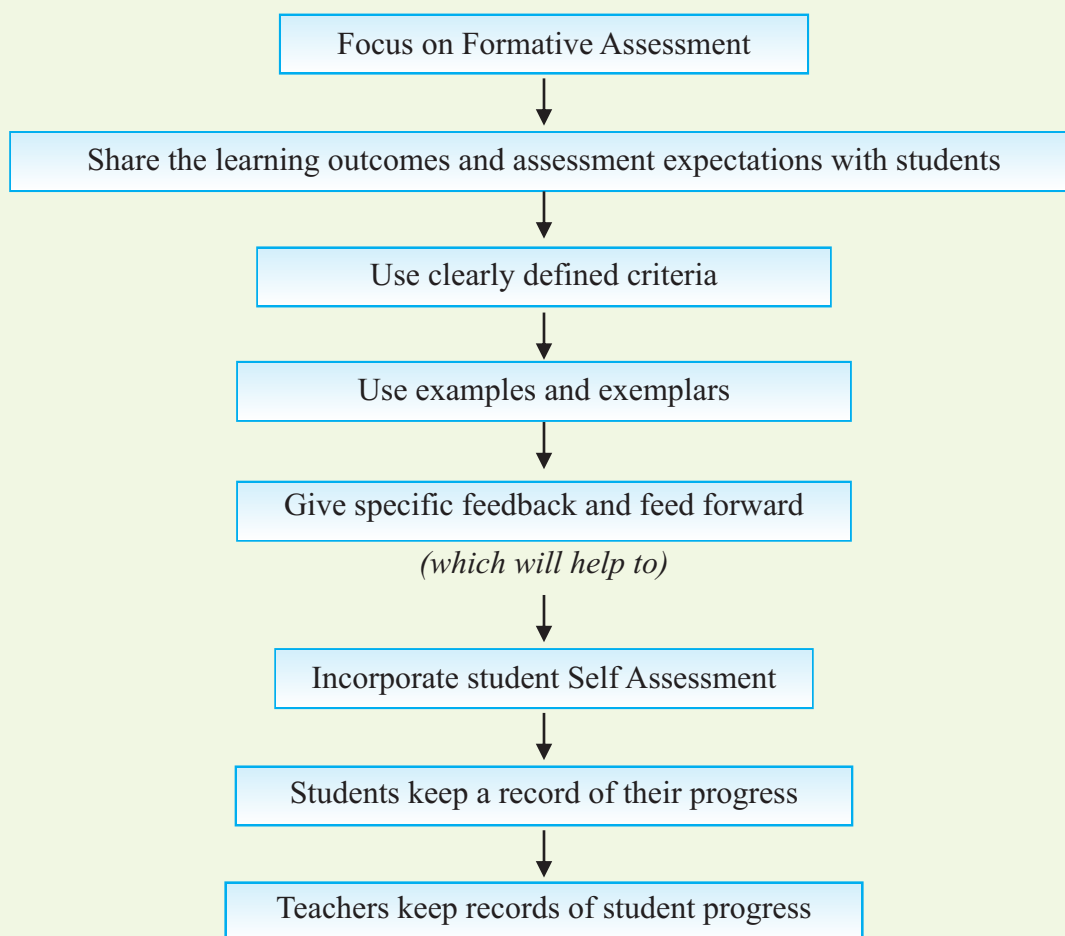 Focus on Formative Assessment
Share the learning outcomes and assessment expectations with students
Use clearly defined criteria
Use examples and exemplars
Give specific feedback and feed forward
(which will help to)
Incorporate student Self Assessment
Students keep a record of their progress
Teachers keep records of student progress